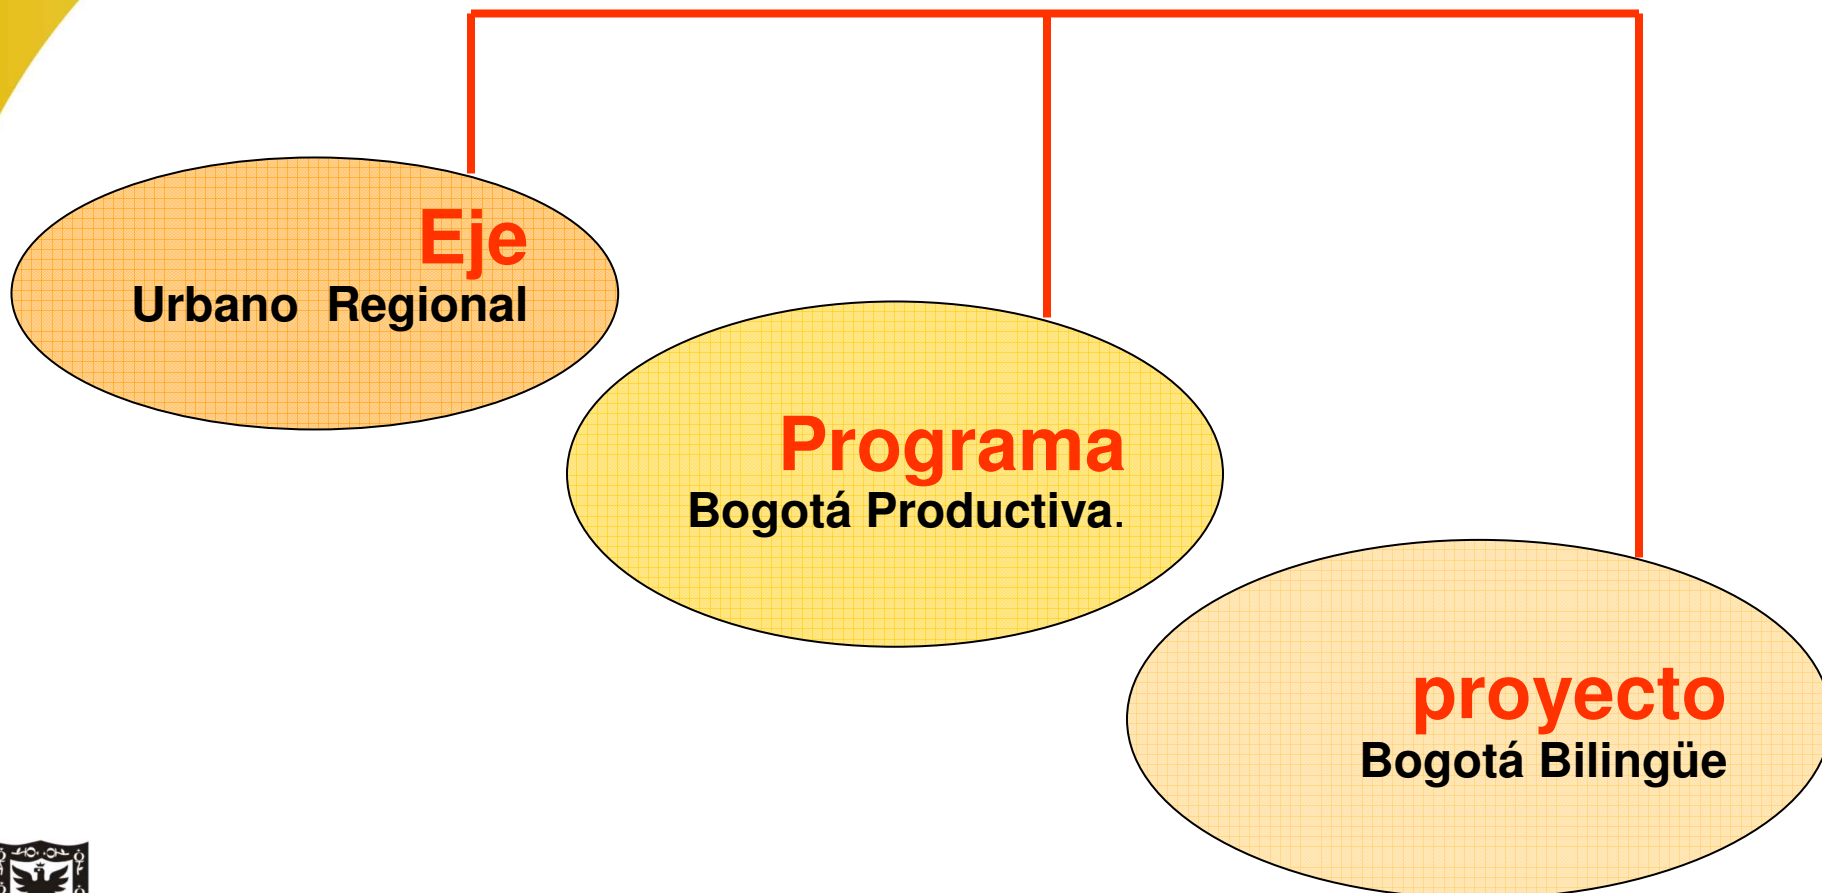 Eje
Urbano Regional
Programa
Bogotá Productiva.
proyecto
Bogotá Bilingüe